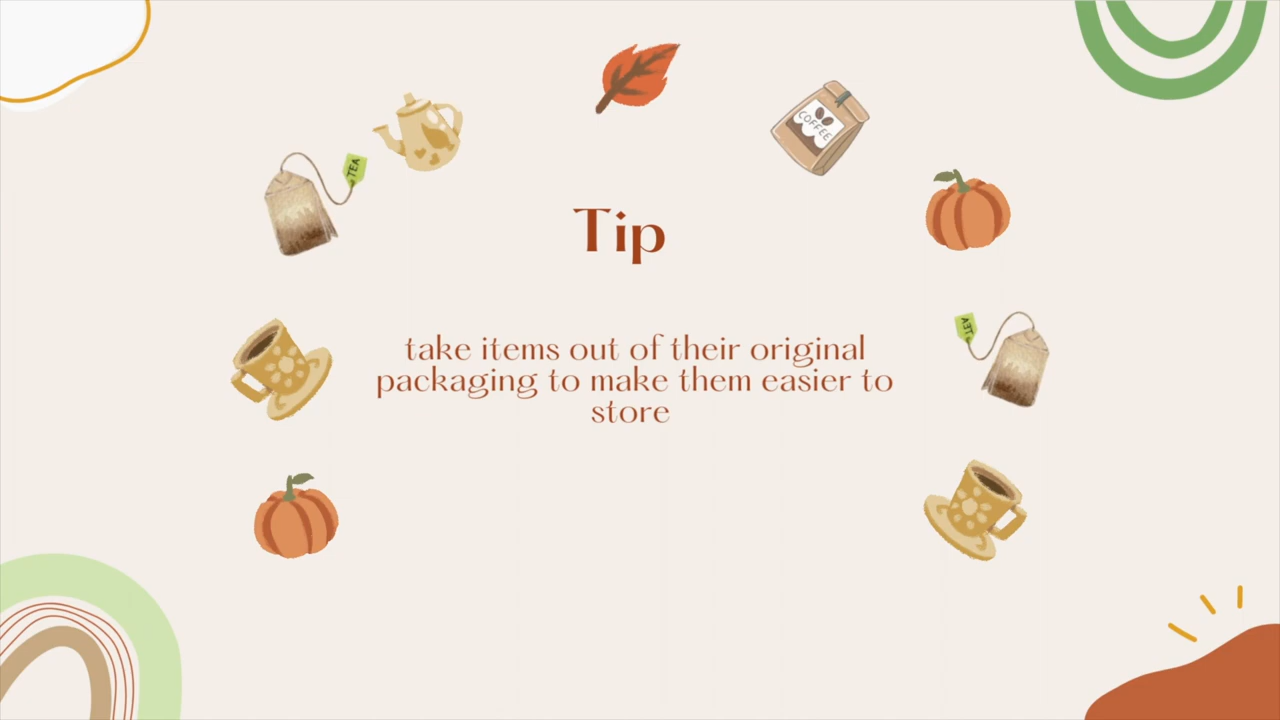 TEA
COFFEE
Tip
TEA
take items out of their original
packaging to make them easier to
store